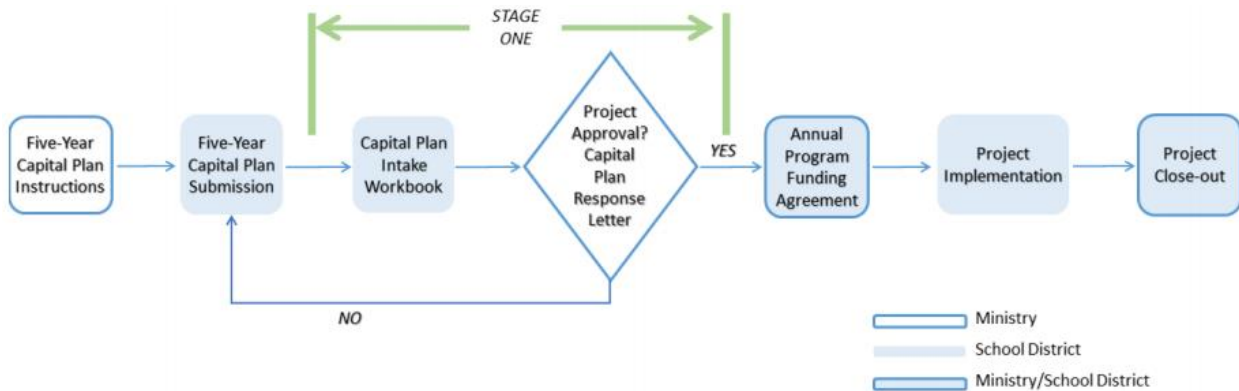 STAGE
ONE
Five-Year
Capital Plan
Instructions
Five-Year
Capital Plan
Submission
Capital Plan
Intake
Workbook
Project
Approval?
Capital
Plan
Response
Letter
YES
Annual
Program
Funding
Agreement
Project
Implementation
Project
Close-out
NO
Ministry
School District
Ministry/School District